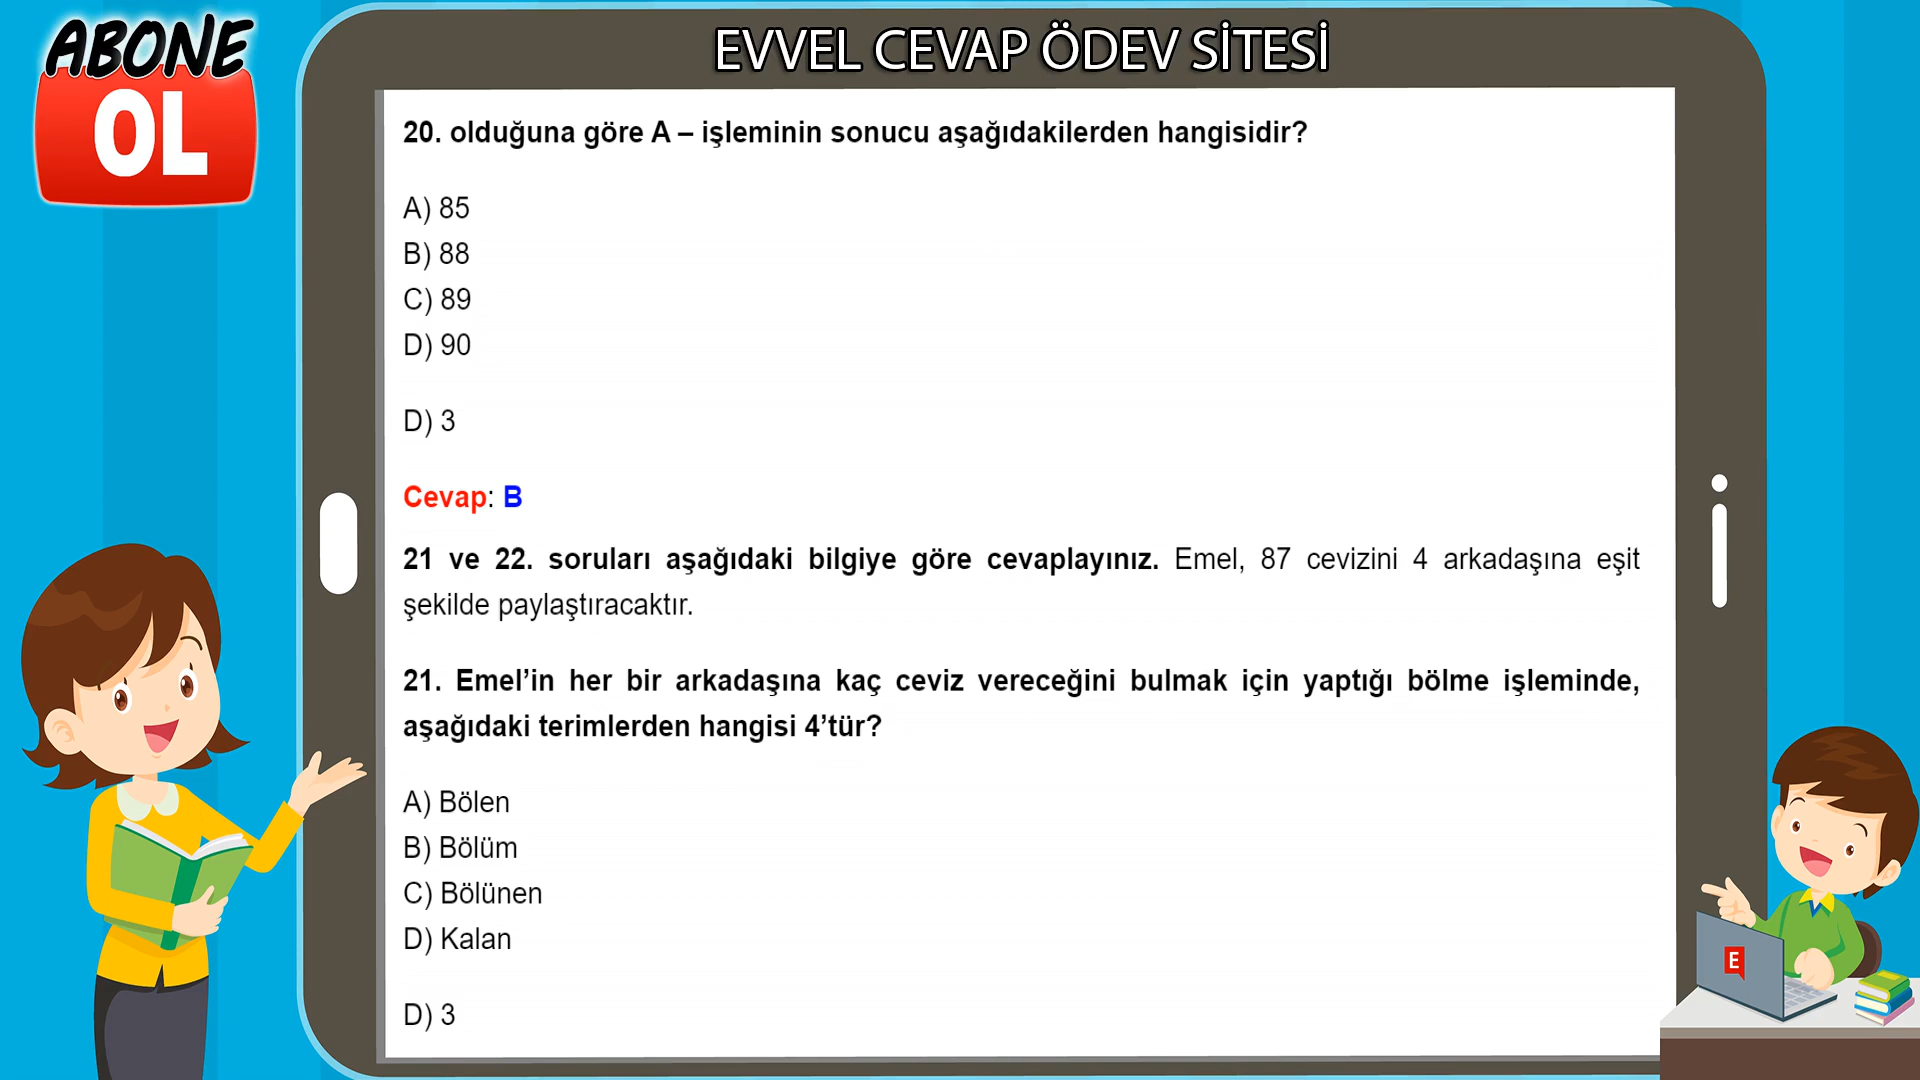 ABONE
OL
EVVEL CEVAP ÖDEV SİTESİ
20. olduğuna göre A – işleminin sonucu aşağıdakilerden hangisidir?
A) 85
B) 88
C) 89
D) 90
D) 3
Cevap: B
21 ve 22. soruları aşağıdaki bilgiye göre cevaplayınız. Emel, 87 cevizini 4 arkadaşına eşit
şekilde paylaştıracaktır.
21. Emel’in her bir arkadaşına kaç ceviz vereceğini bulmak için yaptığı bölme işleminde,
aşağıdaki terimlerden hangisi 4’tür?
A) Bölen
B) Bölüm
C) Bölünen
D) Kalan
D) 3
E